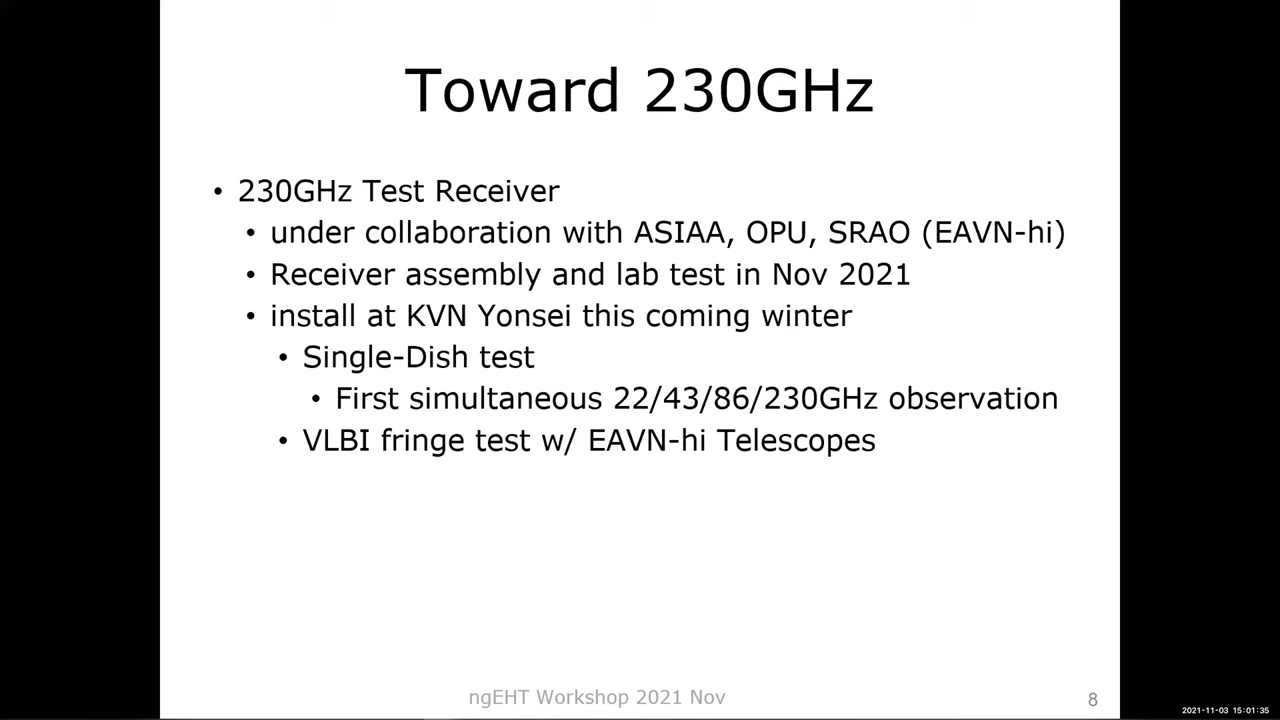 Toward 230GHz
• 230GHz Test Receiver
• under collaboration with ASIAA, OPU, SRAO (EAVN-hi)
• Receiver assembly and lab test in Nov 2021
• install at KVN Yonsei this coming winter
• Single-Dish test
• First simultaneous 22/43/86/230GHz observation
• VLBI fringe test w/ EAVN-hi Telescopes
ngEHT Workshop 2021 Nov
8
2021-11-03 15:01:35